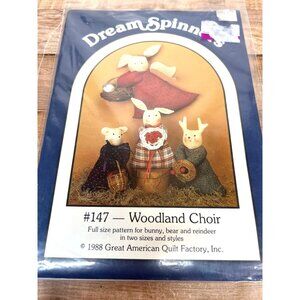 Dream Spinners
#147 — Woodland Choir
Full size pattern for bunny, bear and reindeer
in two sizes and styles
© 1988 Great American Quilt Factory, Inc.